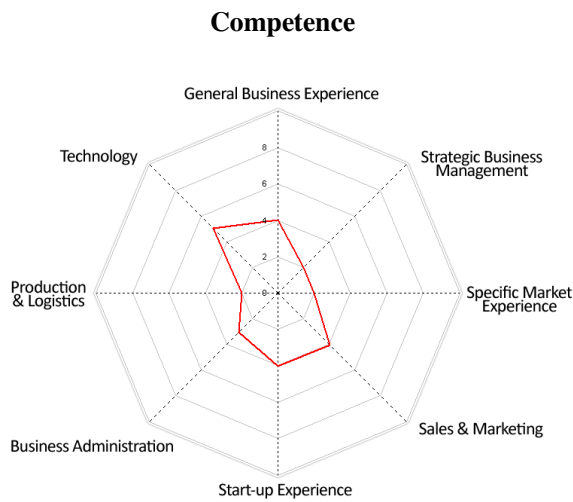 Competence
General Business Experience
Technology
Strategic Business
Management
8
6
4
2
0
Production
& Logistics
Specific Market
Experience
Business Administration
Sales & Marketing
Start-up Experience